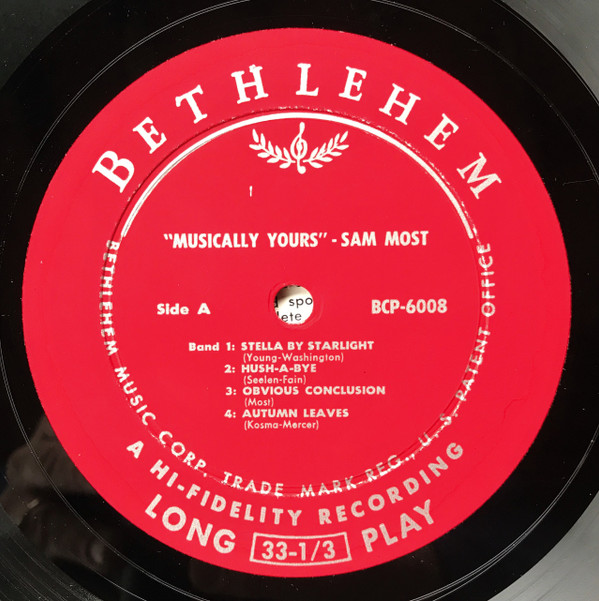 BETHLEHEM
"MUSICALLY YOURS" - SAM MOST
Side A
BCP-6008
spo
ete
Band 1: STELLA BY STARLIGHT
(Young-Washington)
2: HUSH-A-BYE
(Seelen-Fain)
3: OBVIOUS CONCLUSION
(Most)
4: AUTUMN LEAVES
(Kosma-Mercer)
BETHLEHEM MUSIC CORP. TRADE MARK REG., U. S. PATENT OFFICE
A HI-FIDELITY RECORDING
LONG 33-1/3 PLAY